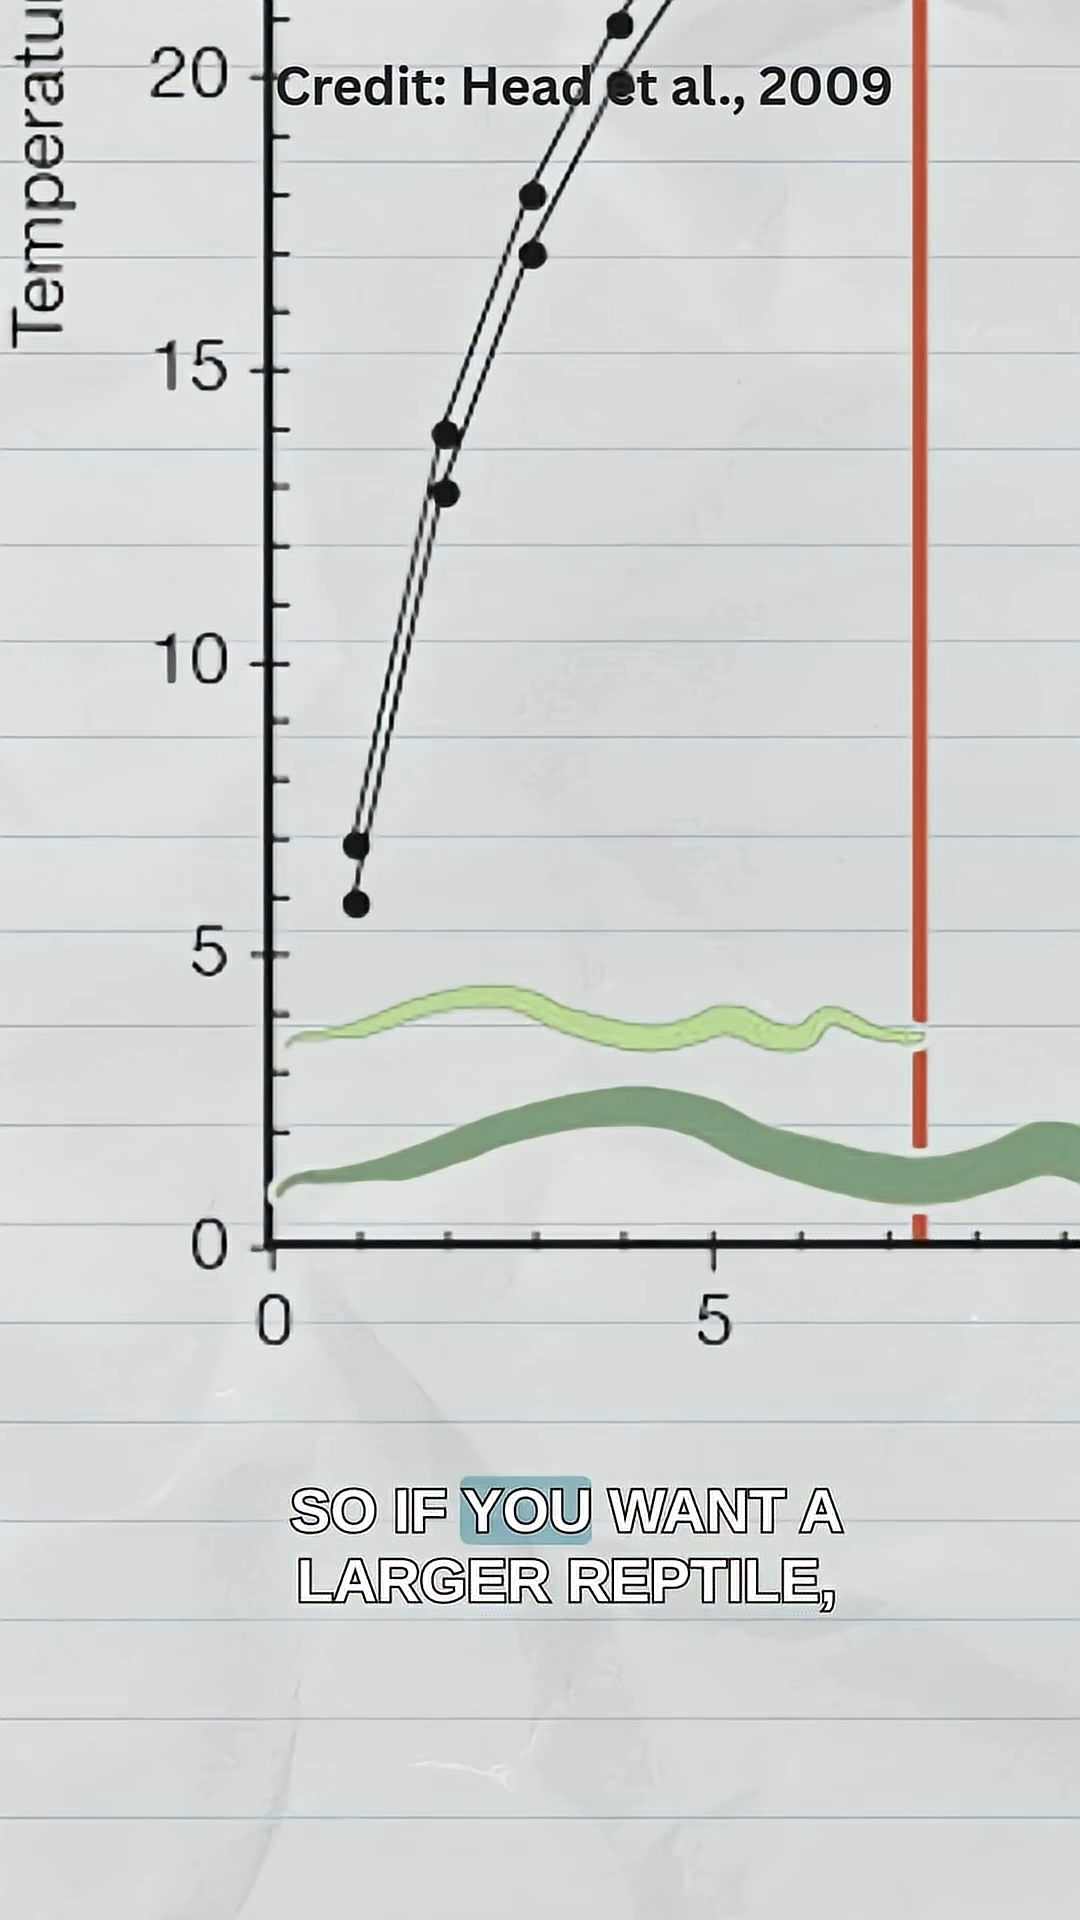 Temperatu
20
Credit: Head et al., 2009
15
10
5
0
0
5
SO IF YOU WANT A
LARGER REPTILE,